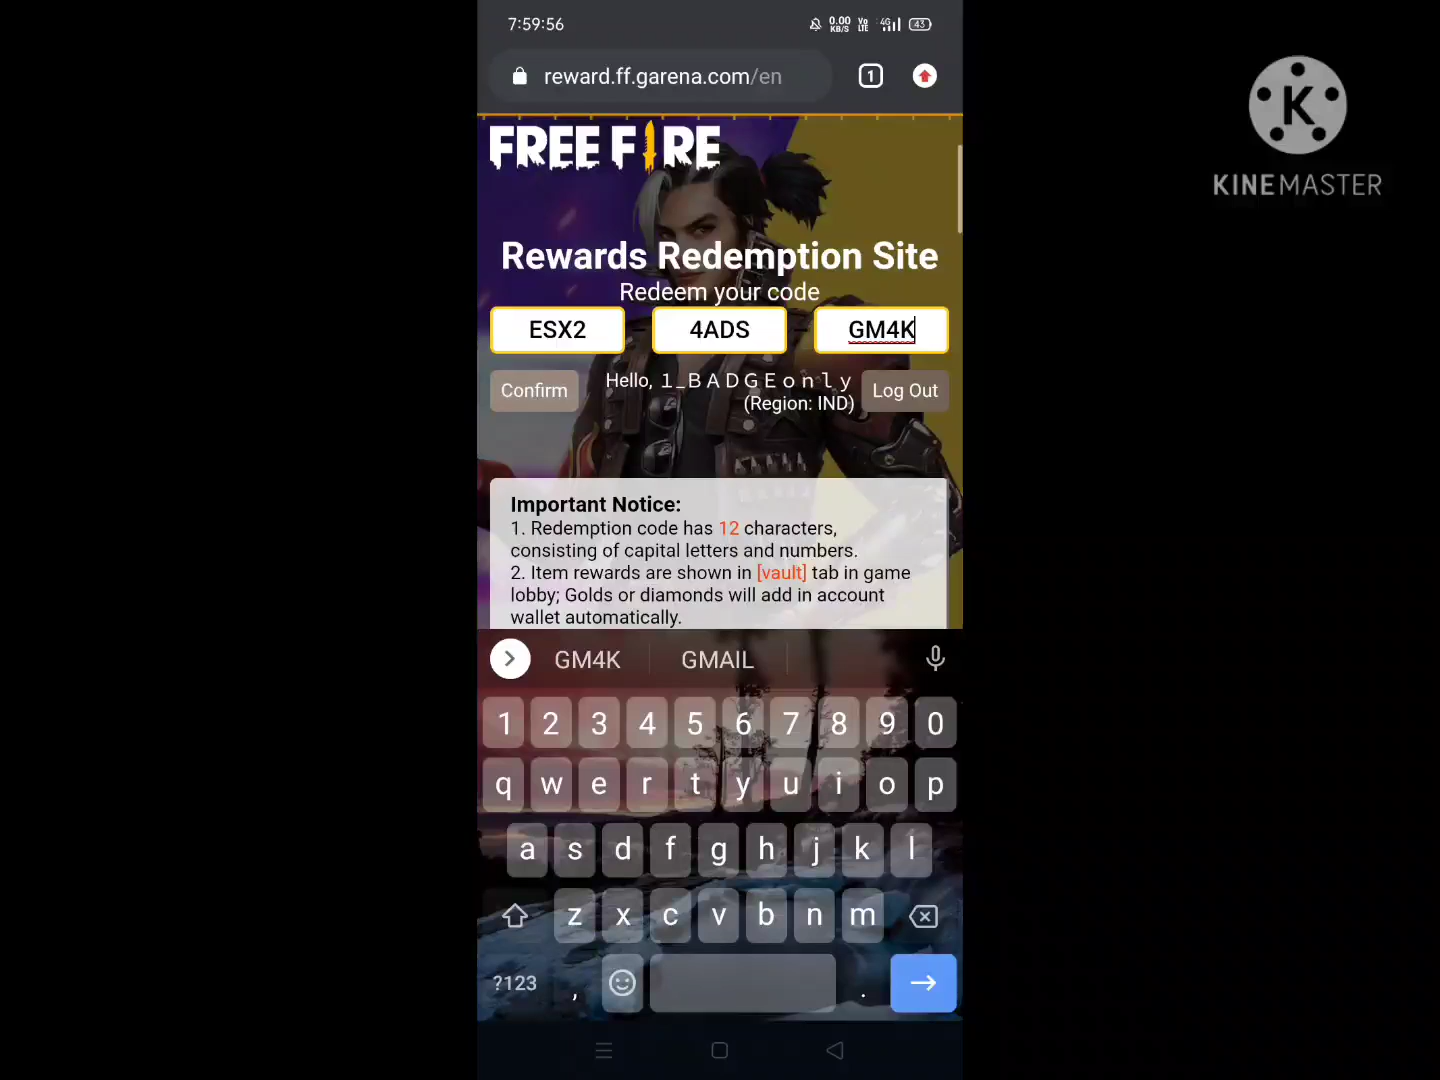 7:59:56
0.00 KB/S Vo LTE 4G 43
reward.ff.garena.com/en
1
FREE FIRE
KINEMASTER
Rewards Redemption Site
Redeem your code
ESX2 - 4ADS - GM4K
Confirm
Hello, 1_BADGEonly
(Region: IND)
Log Out
Important Notice:
1. Redemption code has 12 characters,
consisting of capital letters and numbers.
2. Item rewards are shown in [vault] tab in game
lobby; Golds or diamonds will add in account
wallet automatically.
GM4K GMAIL
1 2 3 4 5 6 7 8 9 0
q w e r t y u i o p
a s d f g h j k l
z x c v b n m
?123 , .